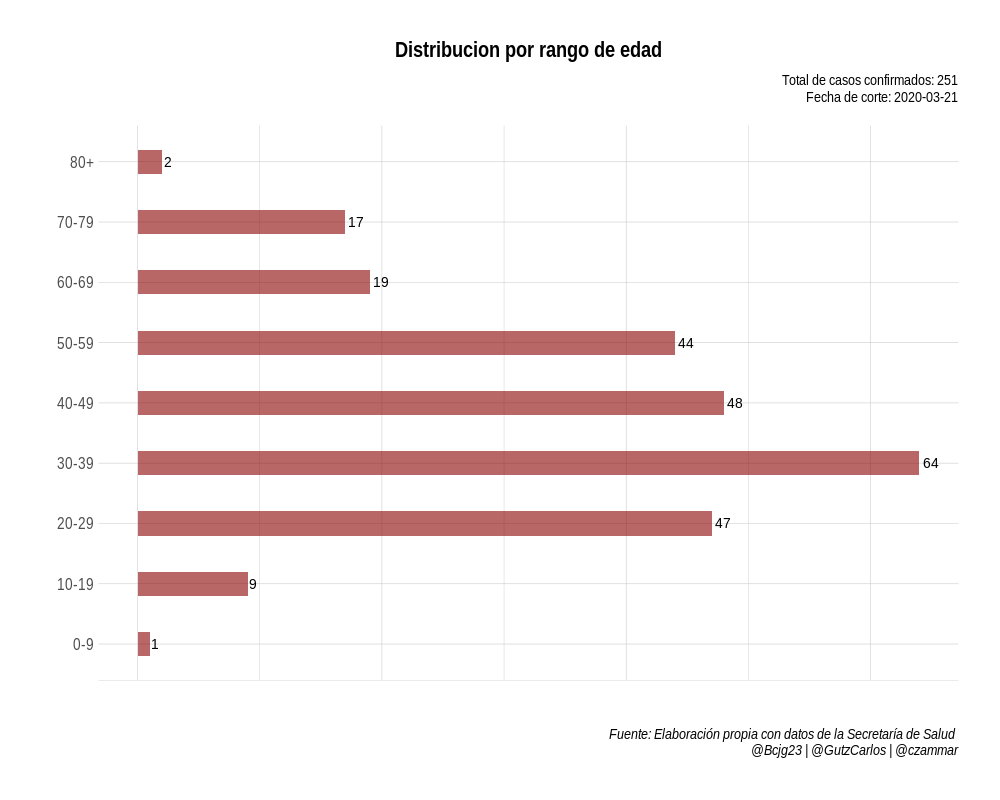 Distribucion por rango de edad
Total de casos confirmados: 251
Fecha de corte: 2020-03-21
80+ 2
70-79 17
60-69 19
50-59 44
40-49 48
30-39 64
20-29 47
10-19 9
0-9 1
Fuente: Elaboración propia con datos de la Secretaría de Salud
@Bcjg23 | @GutzCarlos | @czammar